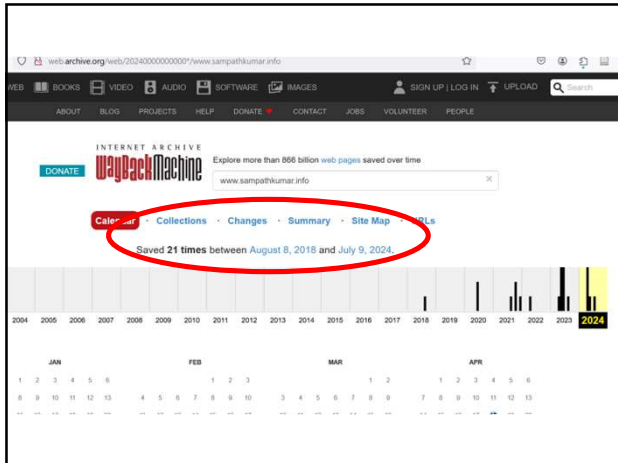 web.archive.org/web/20240000000000*/www.sampathkumar.info
WEB BOOKS VIDEO AUDIO SOFTWARE IMAGES SIGN UP | LOG IN UPLOAD Search
ABOUT BLOG PROJECTS HELP DONATE CONTACT JOBS VOLUNTEER PEOPLE
INTERNET ARCHIVE
DONATE WayBackMachine Explore more than 866 billion web pages saved over time
www.sampathkumar.info
Calendar · Collections · Changes · Summary · Site Map · URLs
Saved 21 times between August 8, 2018 and July 9, 2024.
2004 2005 2006 2007 2008 2009 2010 2011 2012 2013 2014 2015 2016 2017 2018 2019 2020 2021 2022 2023 2024
JAN FEB MAR APR
1 2 3 4 5 6 1 2 3 1 2 1 2 3 4 5 6
8 9 10 11 12 13 4 5 6 7 8 9 10 3 4 5 6 7 8 9 7 8 9 10 11 12 13